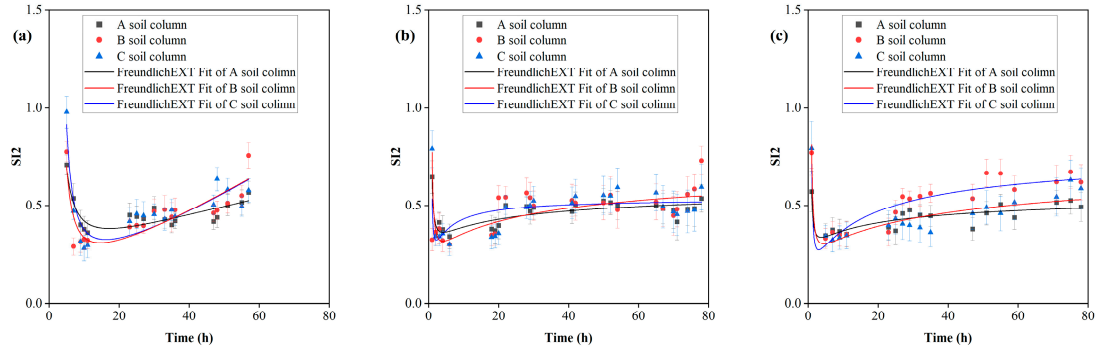 (a)
1.5
1.0
0.5
0.0
SI2
0
20
40
60
80
Time (h)
A soil column
B soil column
C soil column
FreundlichEXT Fit of A soil column
FreundlichEXT Fit of B soil column
FreundlichEXT Fit of C soil column
(b)
1.5
1.0
0.5
0.0
SI2
0
20
40
60
80
Time (h)
A soil column
B soil column
C soil column
FreundlichEXT Fit of A soil column
FreundlichEXT Fit of B soil column
FreundlichEXT Fit of C soil column
(c)
1.5
1.0
0.5
0.0
SI2
0
20
40
60
80
Time (h)
A soil column
B soil column
C soil column
FreundlichEXT Fit of A soil column
FreundlichEXT Fit of B soil column
FreundlichEXT Fit of C soil column